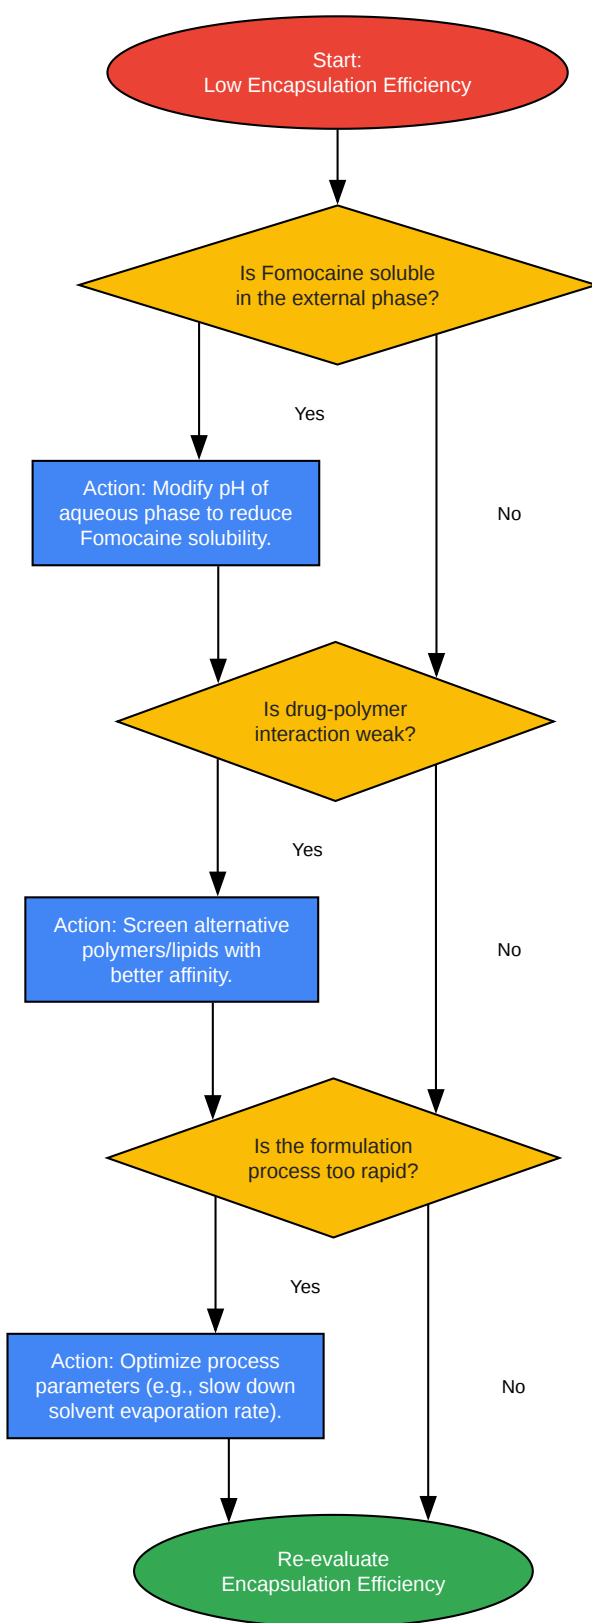 Start:
Low Encapsulation Efficiency
Is Fomocaine soluble
in the external phase?
Yes
Action: Modify pH of
aqueous phase to reduce
Fomocaine solubility.
No
Is drug-polymer
interaction weak?
Yes
Action: Screen alternative
polymers/lipids with
better affinity.
No
Is the formulation
process too rapid?
Yes
Action: Optimize process
parameters (e.g., slow down
solvent evaporation rate).
No
Re-evaluate
Encapsulation Efficiency